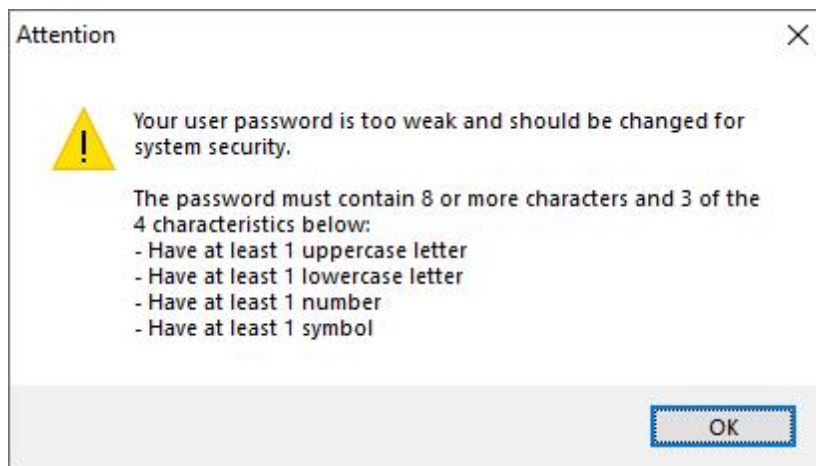 Attention
Your user password is too weak and should be changed for
system security.
The password must contain 8 or more characters and 3 of the
4 characteristics below:
- Have at least 1 uppercase letter
- Have at least 1 lowercase letter
- Have at least 1 number
- Have at least 1 symbol
OK